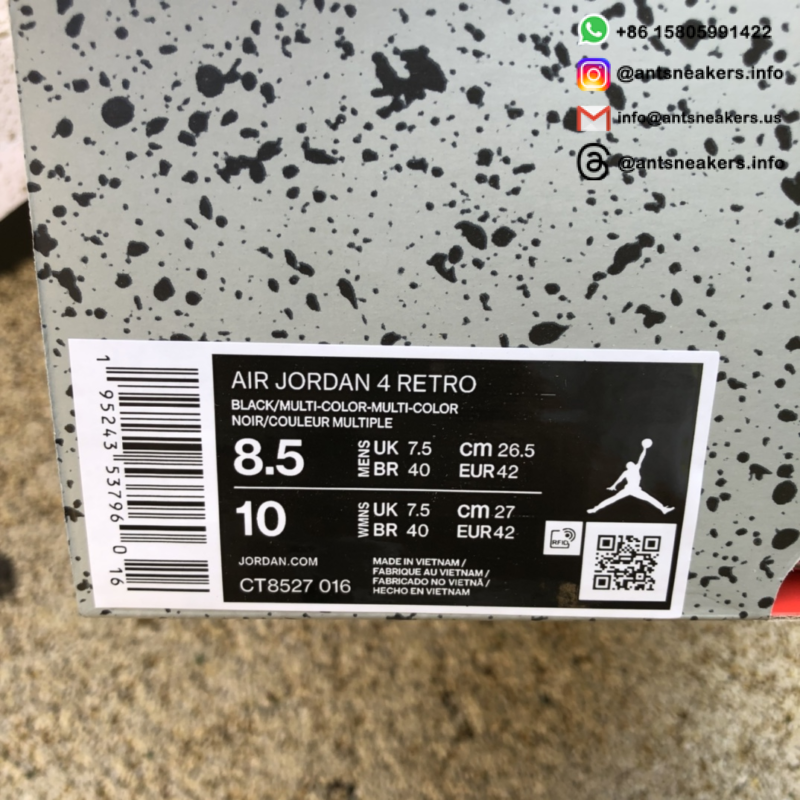 +86 15805991422
@antsneakers.info
info@antsneakers.us
@antsneakers.info
1 95243 53796 0 16
AIR JORDAN 4 RETRO
BLACK/MULTI-COLOR-MULTI-COLOR
NOIR/COULEUR MULTIPLE
8.5 MENS UK 7.5 cm 26.5
BR 40 EUR 42
10 WMNS UK 7.5 cm 27
BR 40 EUR 42
RFID
JORDAN.COM
CT8527 016
MADE IN VIETNAM /
FABRIQUE AU VIETNAM /
FABRICADO NO VIETNÃ /
HECHO EN VIETNAM